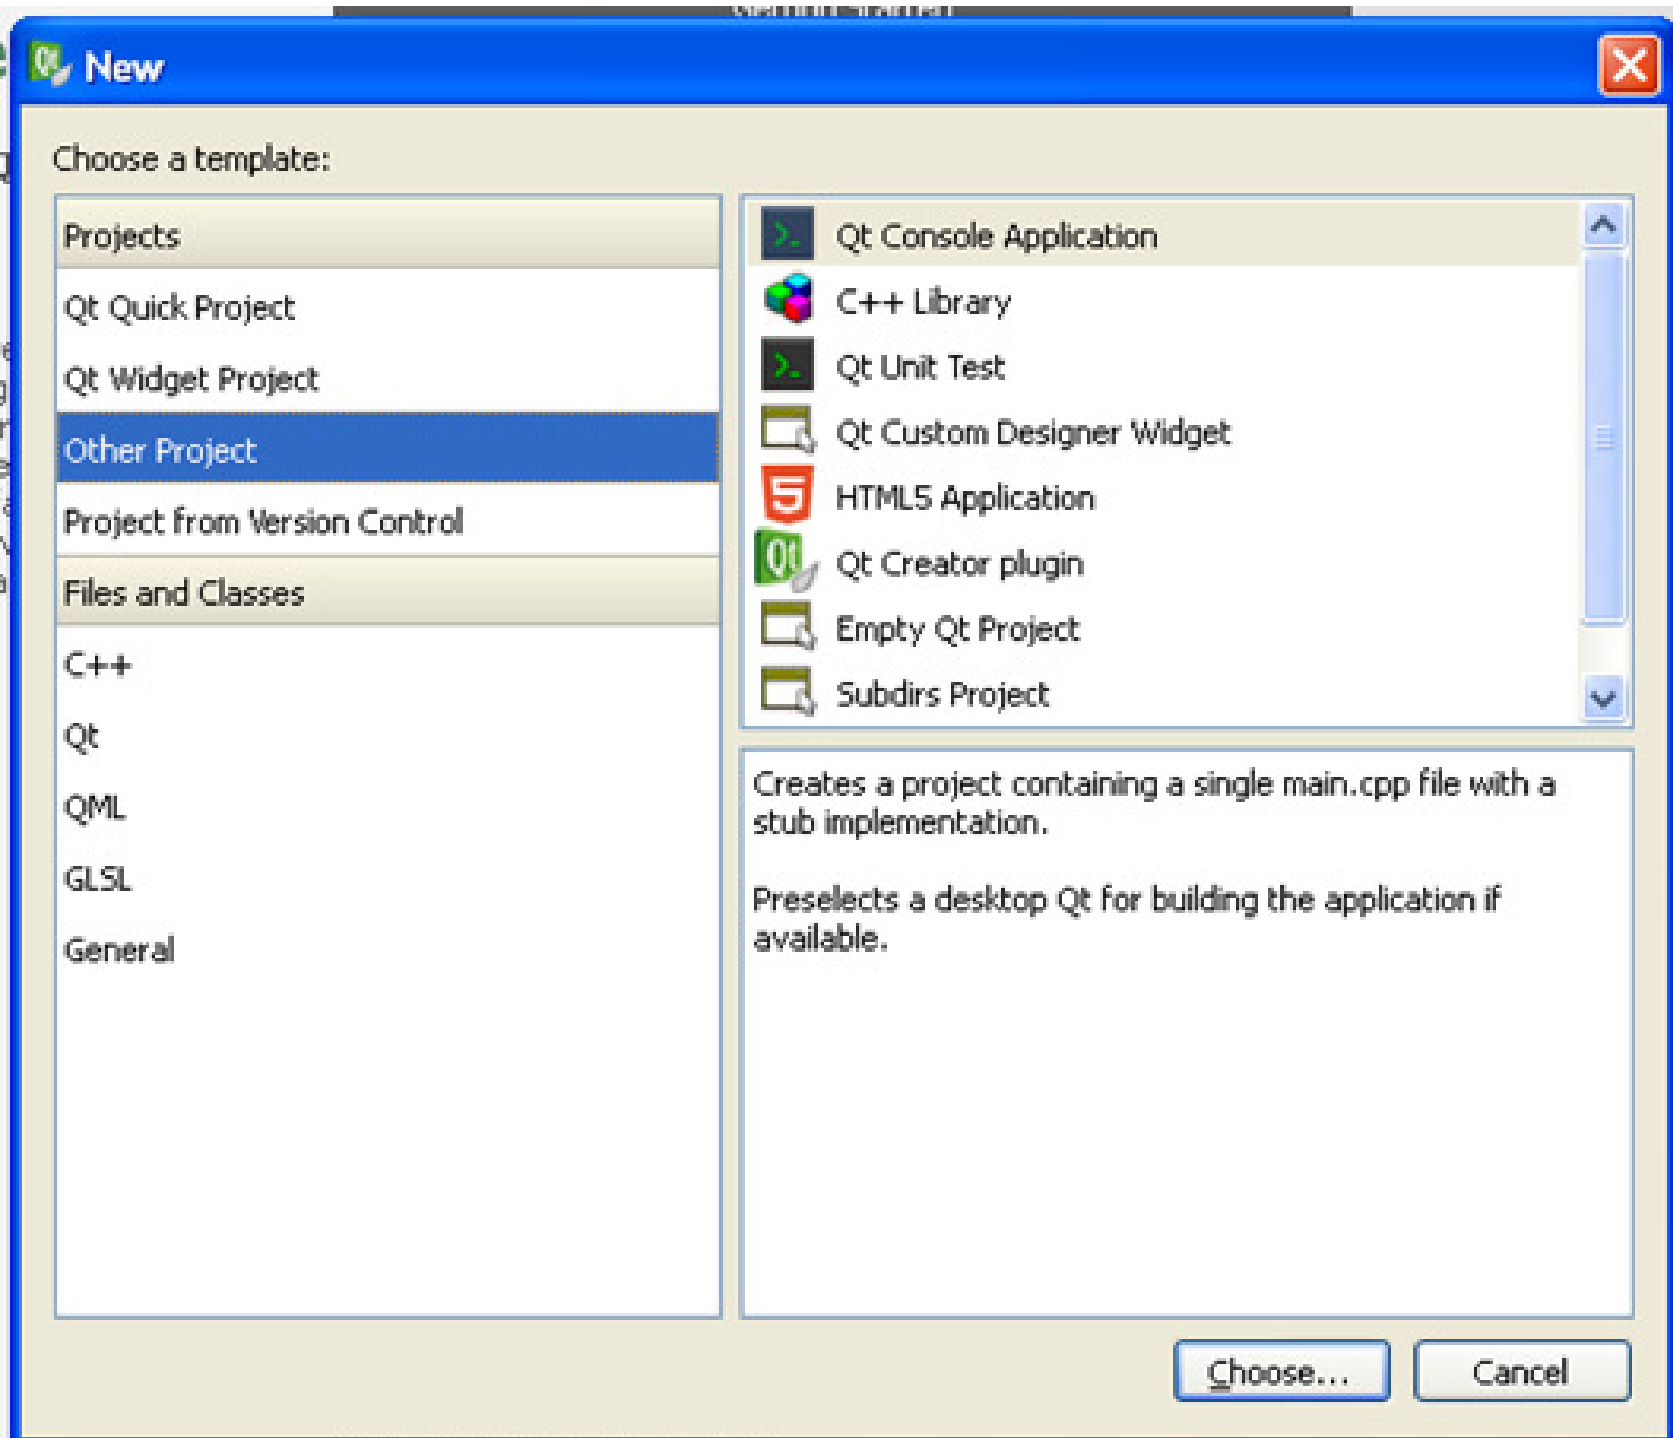 New
Choose a template:
Projects
Qt Quick Project
Qt Widget Project
Other Project
Project from Version Control
Files and Classes
C++
Qt
QML
GLSL
General
Qt Console Application
C++ Library
Qt Unit Test
Qt Custom Designer Widget
HTML5 Application
Qt Creator plugin
Empty Qt Project
Subdirs Project
Creates a project containing a single main.cpp file with a
stub implementation.
Preselects a desktop Qt for building the application if
available.
Choose...
Cancel